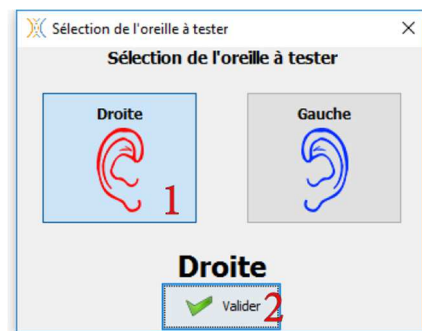 Sélection de l'oreille à tester
Sélection de l'oreille à tester
Droite
Gauche
1
Droite
Valider 2